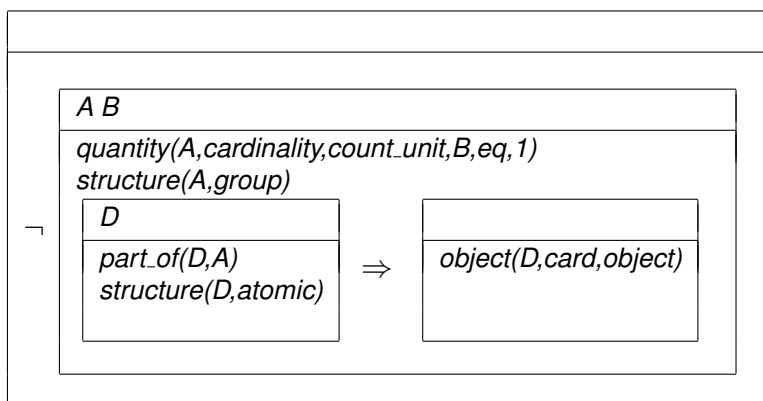 A B
quantity(A,cardinality,count_unit,B,eq,1)
structure(A,group)
D
¬
part_of(D,A) ⇒ object(D,card,object)
structure(D,atomic)